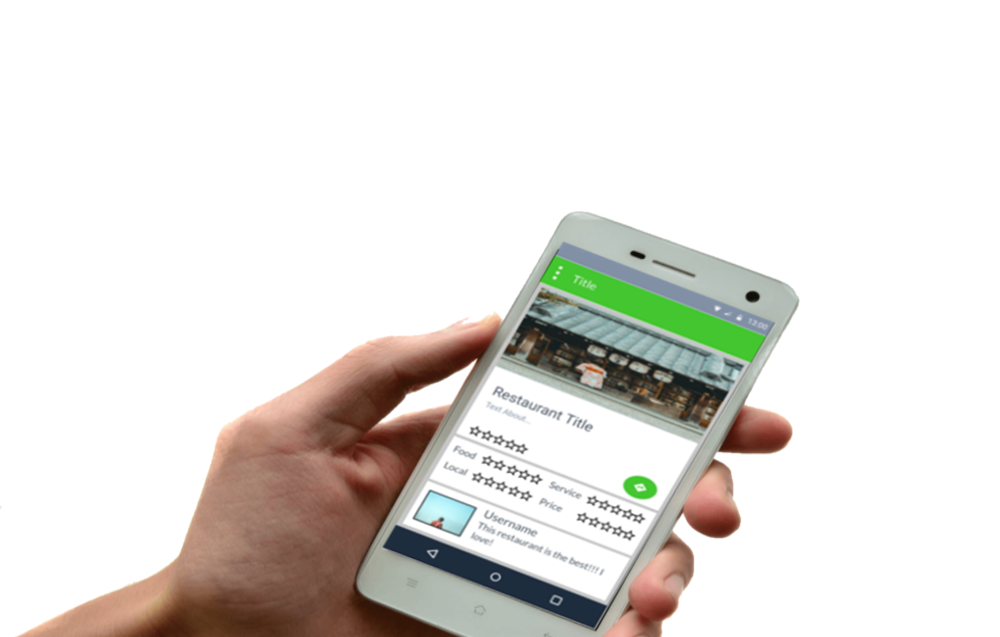 13:00
Title
Restaurant Title
Text About...
Food
Service
Local
Price
Username
This restaurant is the best!!! I
love!